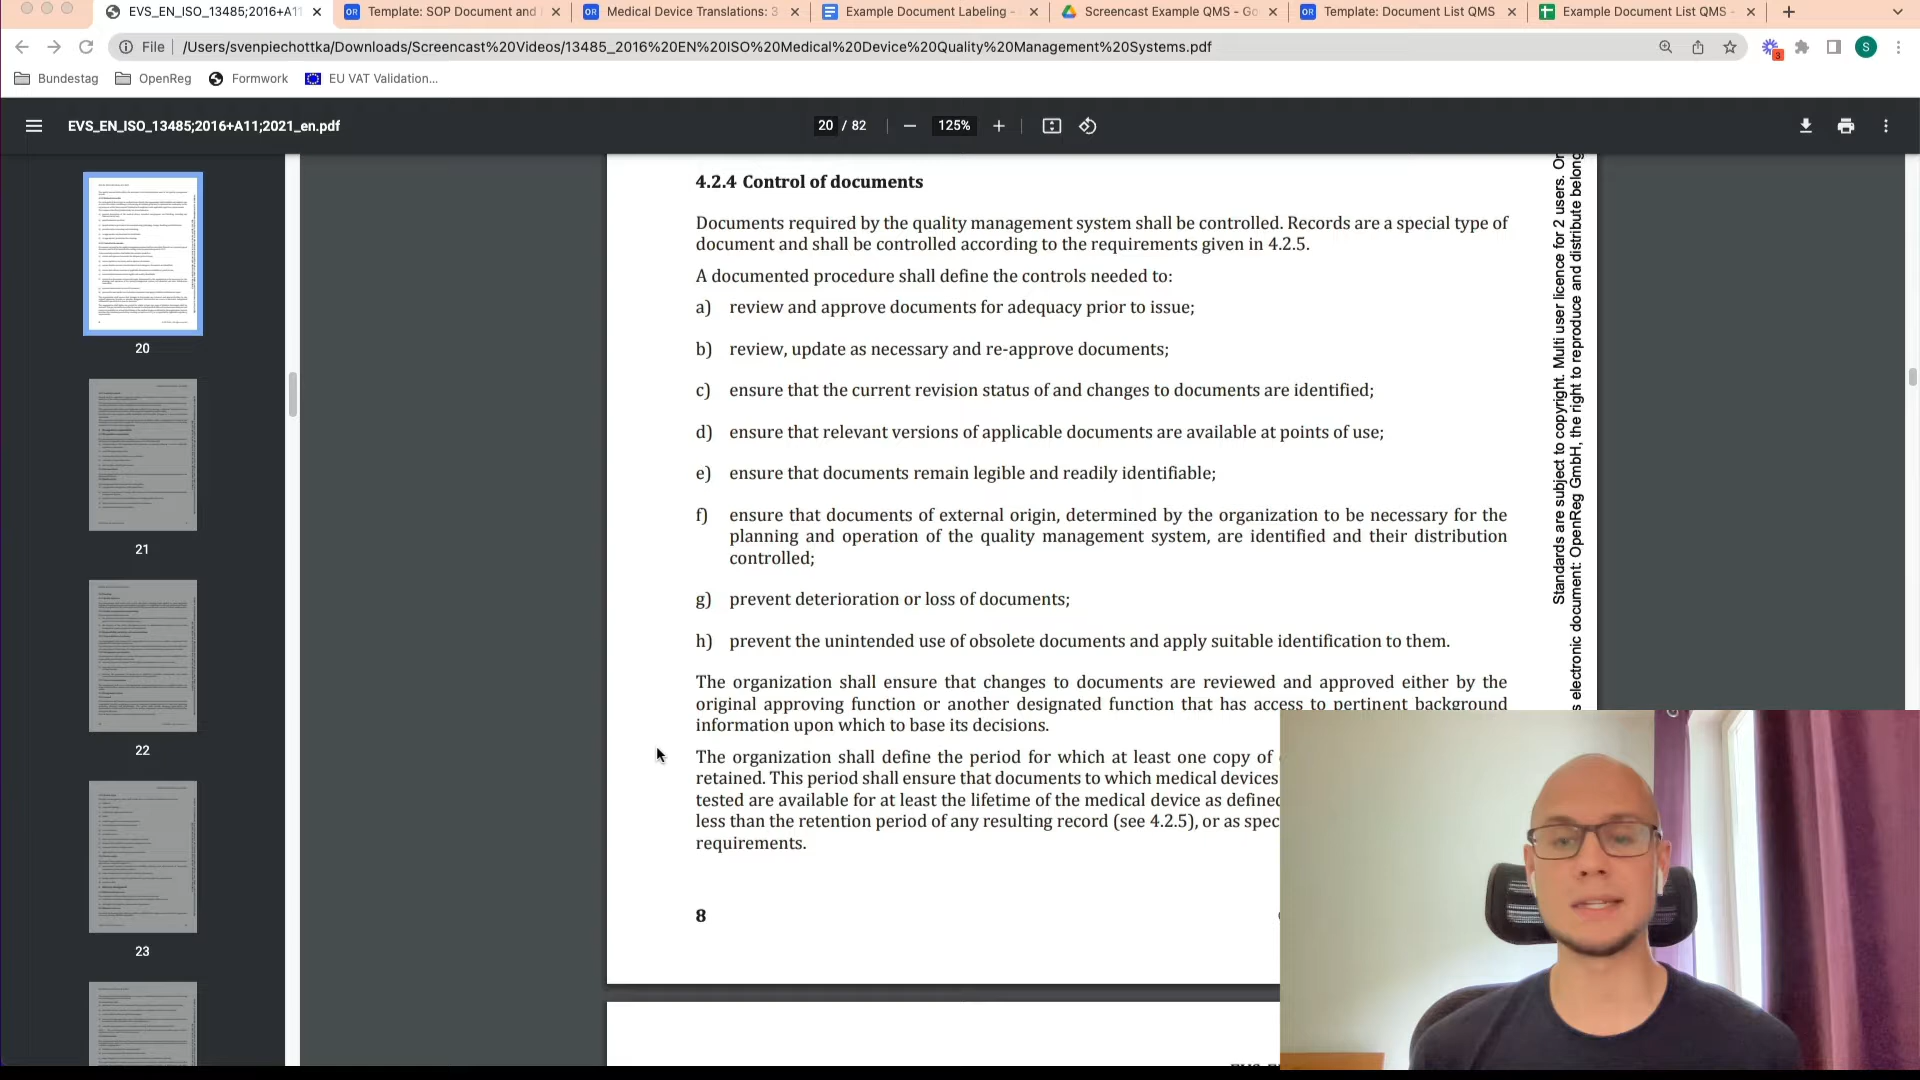 EVS_EN_ISO_13485;2016+A11
Template: SOP Document and
Medical Device Translations: 3
Example Document Labeling -
Screencast Example QMS - Go
Template: Document List QMS
Example Document List QMS -
File
/Users/svenpiechottka/Downloads/Screencast%20Videos/13485_2016%20EN%20ISO%20Medical%20Device%20Quality%20Management%20Systems.pdf
3
S
Bundestag
OpenReg
Formwork
EU VAT Validation...
EVS_EN_ISO_13485;2016+A11;2021_en.pdf
20 / 82
125%
20
21
22
23
4.2.4 Control of documents
Documents required by the quality management system shall be controlled. Records are a special type of
document and shall be controlled according to the requirements given in 4.2.5.
A documented procedure shall define the controls needed to:
a) review and approve documents for adequacy prior to issue;
b) review, update as necessary and re-approve documents;
c) ensure that the current revision status of and changes to documents are identified;
d) ensure that relevant versions of applicable documents are available at points of use;
e) ensure that documents remain legible and readily identifiable;
f) ensure that documents of external origin, determined by the organization to be necessary for the
planning and operation of the quality management system, are identified and their distribution
controlled;
g) prevent deterioration or loss of documents;
h) prevent the unintended use of obsolete documents and apply suitable identification to them.
The organization shall ensure that changes to documents are reviewed and approved either by the
original approving function or another designated function that has access to pertinent background
information upon which to base its decisions.
The organization shall define the period for which at least one copy of
retained. This period shall ensure that documents to which medical devices
tested are available for at least the lifetime of the medical device as defined
less than the retention period of any resulting record (see 4.2.5), or as spec
requirements.
8
Standards are subject to copyright. Multi user licence for 2 users. Or
s electronic document: OpenReg GmbH, the right to reproduce and distribute belong